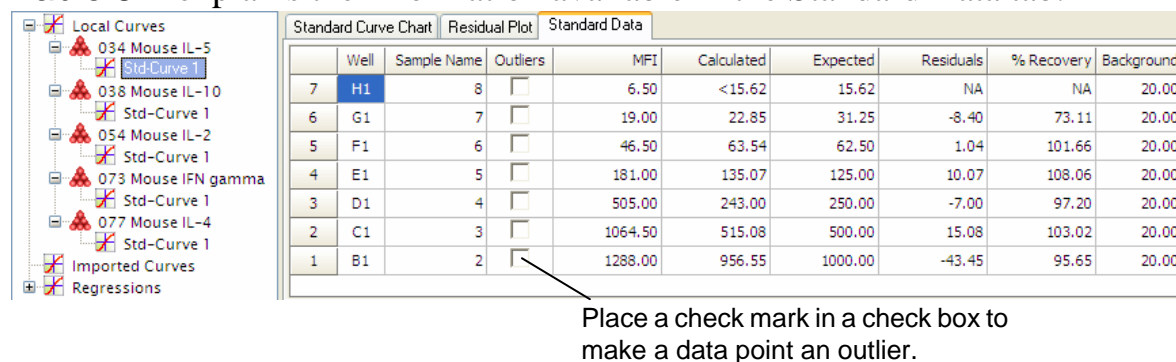 Local Curves
034 Mouse IL-5
Std-Curve 1
038 Mouse IL-10
Std-Curve 1
054 Mouse IL-2
Std-Curve 1
073 Mouse IFN gamma
Std-Curve 1
077 Mouse IL-4
Std-Curve 1
Imported Curves
Regressions
Standard Curve Chart Residual Plot Standard Data
Well Sample Name Outliers MFI Calculated Expected Residuals % Recovery Background
7 H1 8 6.50 <15.62 15.62 NA NA 20.00
6 G1 7 19.00 22.85 31.25 -8.40 73.11 20.00
5 F1 6 46.50 63.54 62.50 1.04 101.66 20.00
4 E1 5 181.00 135.07 125.00 10.07 108.06 20.00
3 D1 4 505.00 243.00 250.00 -7.00 97.20 20.00
2 C1 3 1064.50 515.08 500.00 15.08 103.02 20.00
1 B1 2 1288.00 956.55 1000.00 -43.45 95.65 20.00
Place a check mark in a check box to
make a data point an outlier.